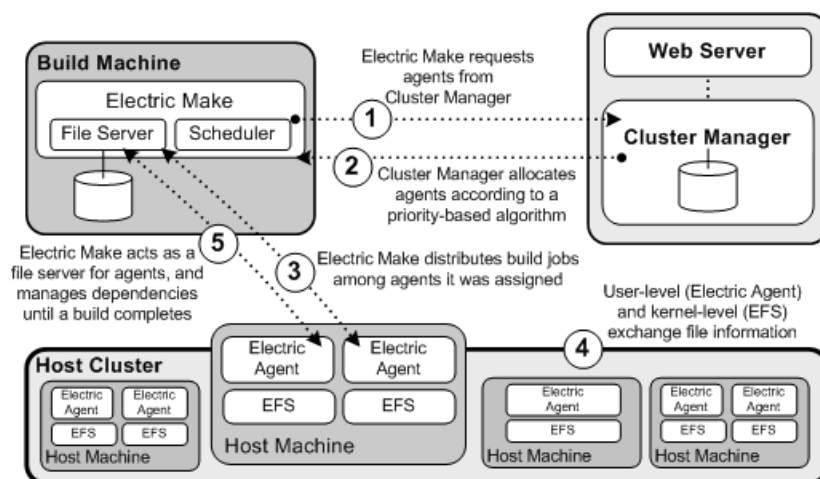 Build Machine
Electric Make
File Server
Scheduler
Electric Make requests
agents from
Cluster Manager
1
2
Cluster Manager allocates
agents according to a
priority-based algorithm
Web Server
Cluster Manager
Electric Make acts as a
file server for agents, and
manages dependencies
until a build completes
5
3
Electric Make distributes build jobs
among agents it was assigned
User-level (Electric Agent)
and kernel-level (EFS)
exchange file information
4
Host Cluster
Electric
Agent
Electric
Agent
EFS
EFS
Host Machine
Electric
Agent
Electric
Agent
EFS
EFS
Host Machine
Electric
Agent
EFS
Host Machine
Electric
Agent
Electric
Agent
EFS
EFS
Host Machine